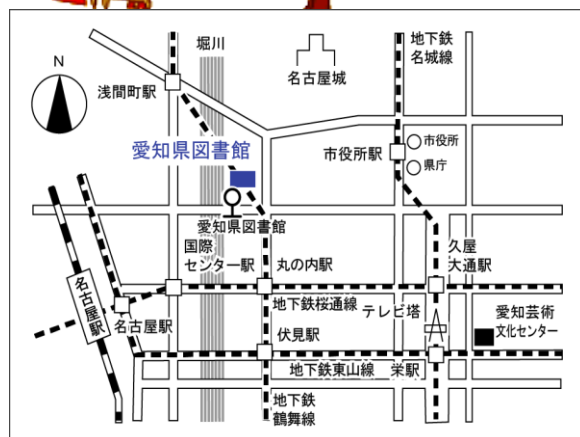 堀川
地下鉄
名城線
N
名古屋城
浅間町駅
愛知県図書館
市役所駅
市役所
県庁
愛知県図書館
国際
センター駅
丸の内駅
久屋
大通駅
名古屋駅
名古屋駅
地下鉄桜通線
テレビ塔
愛知芸術
文化センター
伏見駅
地下鉄東山線
栄駅
地下鉄
鶴舞線